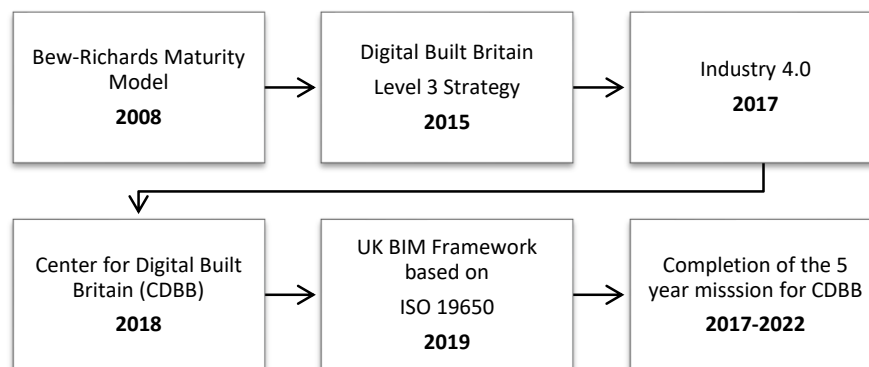 Bew-Richards Maturity
Model
2008
Digital Built Britain
Level 3 Strategy
2015
Industry 4.0
2017
Center for Digital Built
Britain (CDBB)
2018
UK BIM Framework
based on
ISO 19650
2019
Completion of the 5
year misssion for CDBB
2017-2022